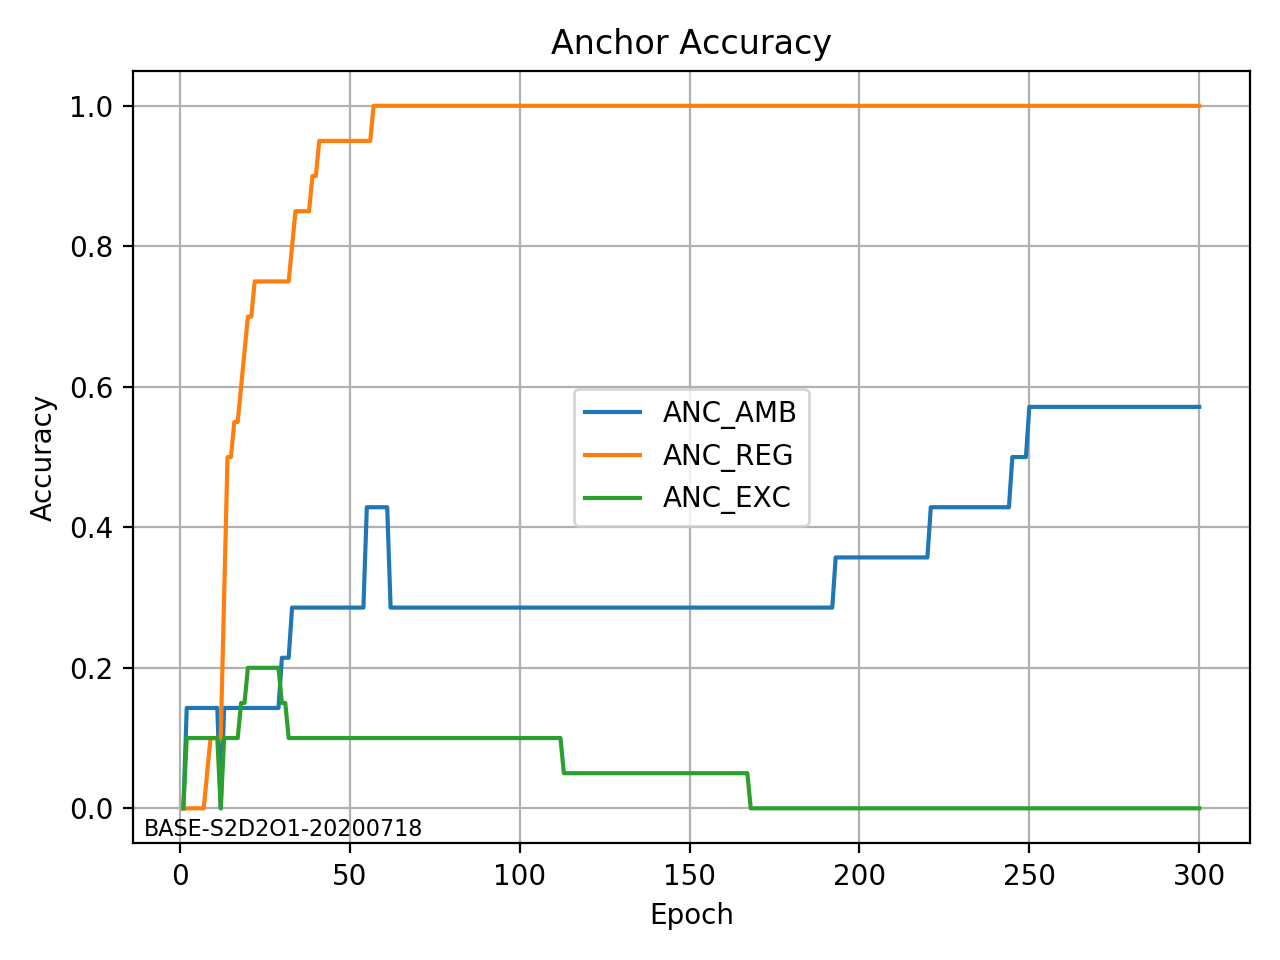 Anchor Accuracy
1.0
0.8
0.6
0.4
0.2
0.0
Accuracy
ANC_AMB
ANC_REG
ANC_EXC
BASE-S2D2O1-20200718
0 50 100 150 200 250 300
Epoch